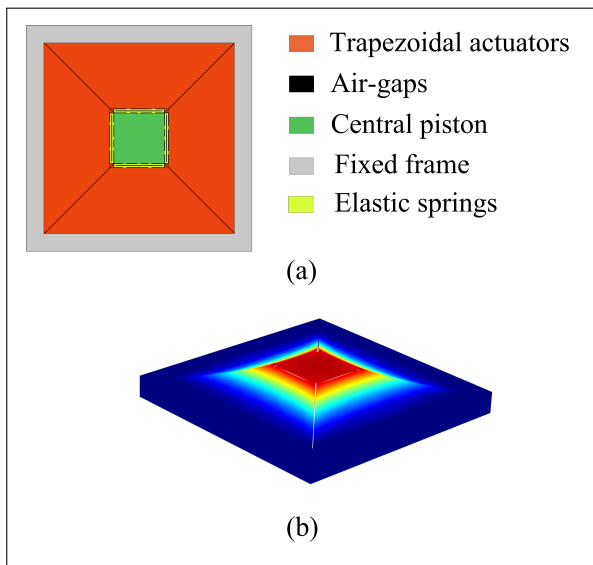 Trapezoidal actuators
Air-gaps
Central piston
Fixed frame
Elastic springs
(a)
(b)